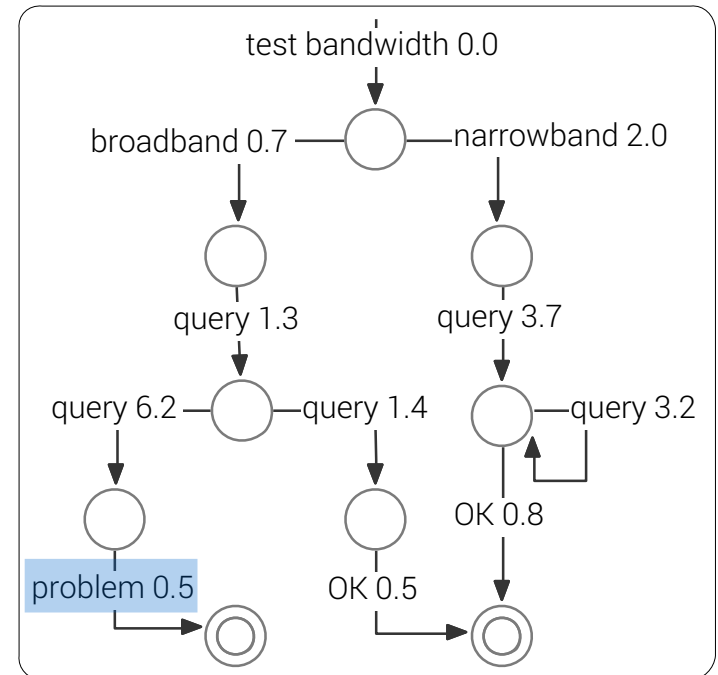 test bandwidth 0.0
broadband 0.7
narrowband 2.0
query 1.3
query 3.7
query 6.2
query 1.4
query 3.2
OK 0.8
problem 0.5
OK 0.5